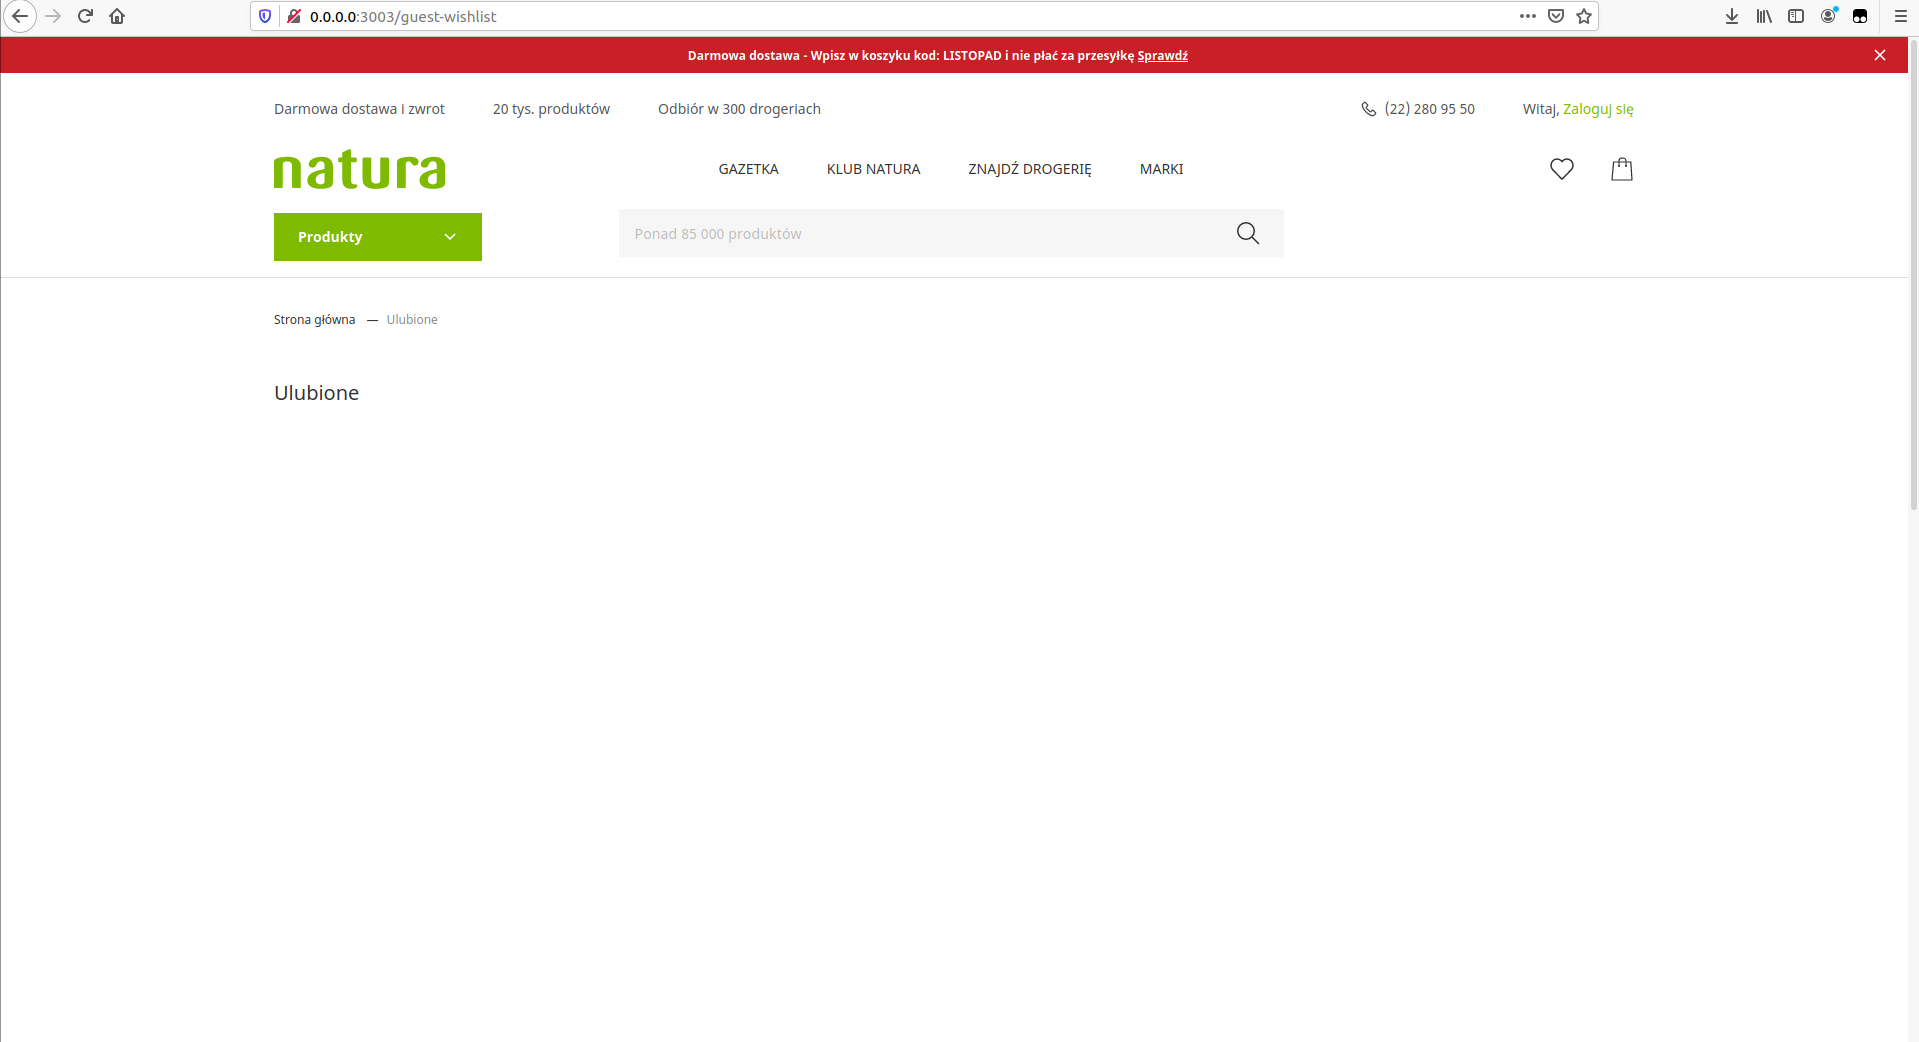 0.0.0.0:3003/guest-wishlist
Darmowa dostawa - Wpisz w koszyku kod: LISTOPAD i nie płać za przesyłkę Sprawdź
Darmowa dostawa i zwrot 20 tys. produktów Odbiór w 300 drogeriach (22) 280 95 50 Witaj, Zaloguj się
natura GAZETKA KLUB NATURA ZNAJDŹ DROGERIĘ MARKI
Produkty Ponad 85 000 produktów
Strona główna — Ulubione
Ulubione